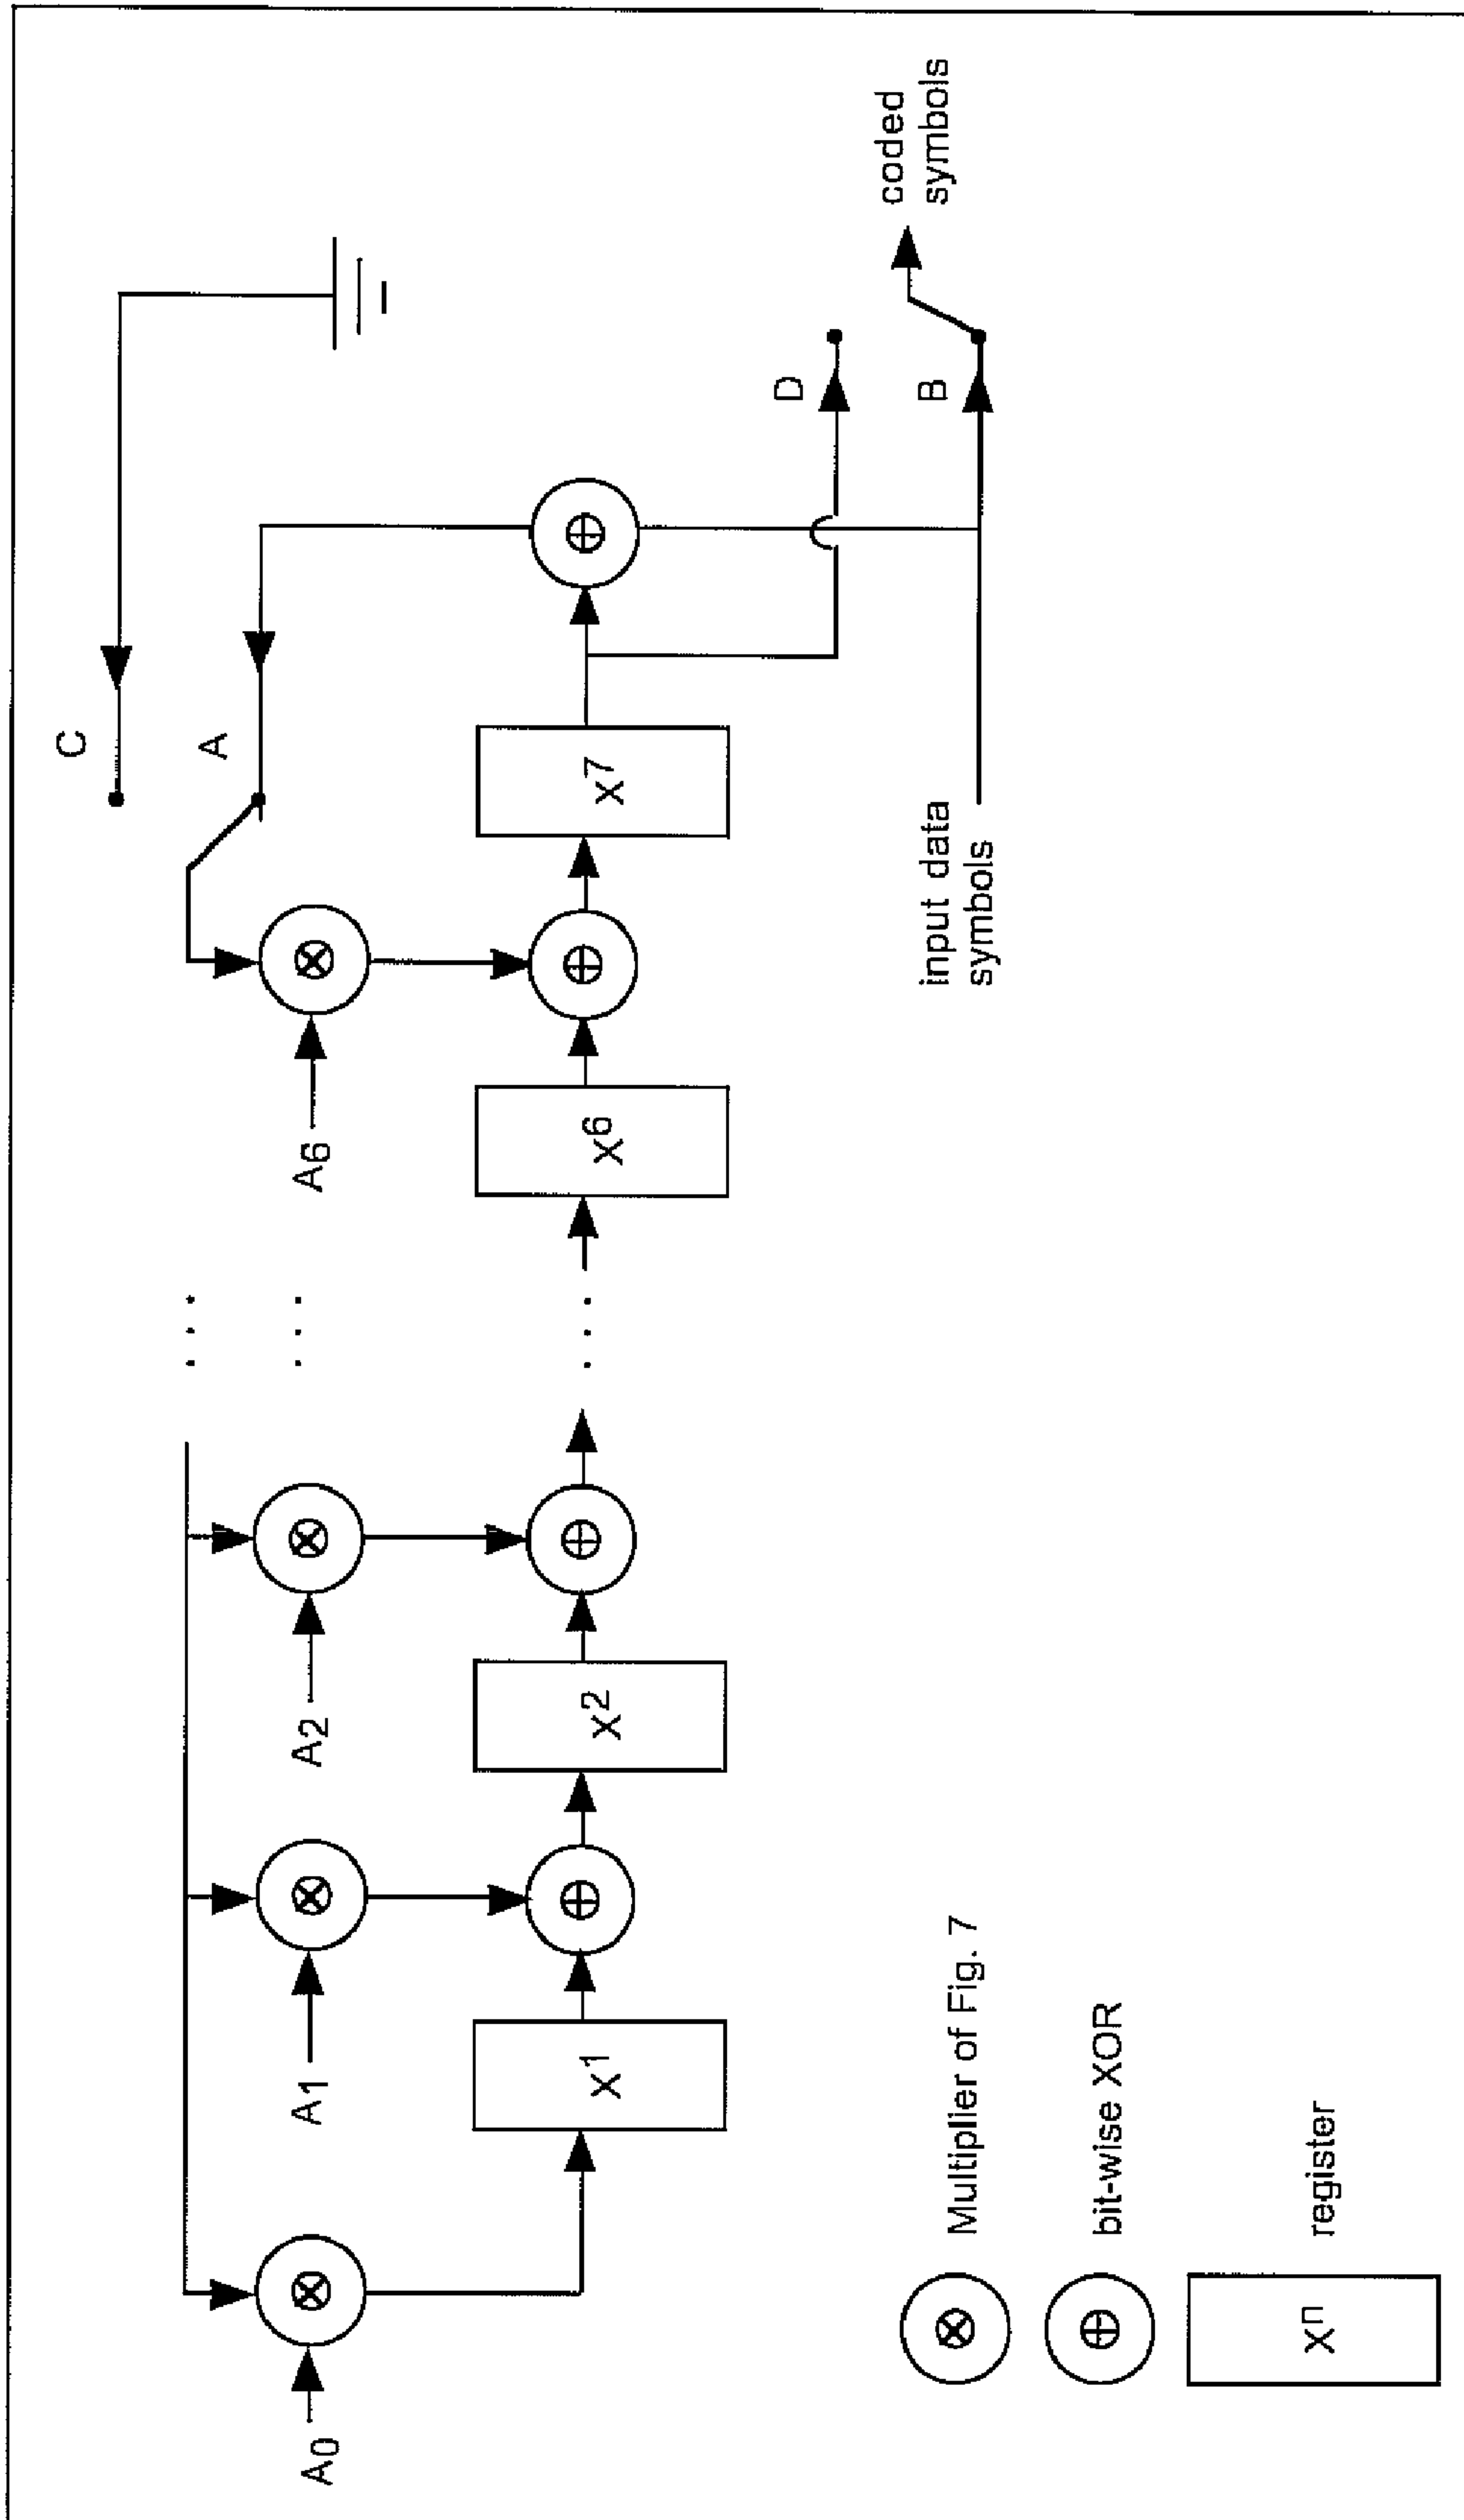 C
A
A0
A1
A2
A6
x1
x2
x6
x7
D
B
coded
symbols
input data
symbols
Multiplier of Fig. 7
bit-wise XOR
xn
register